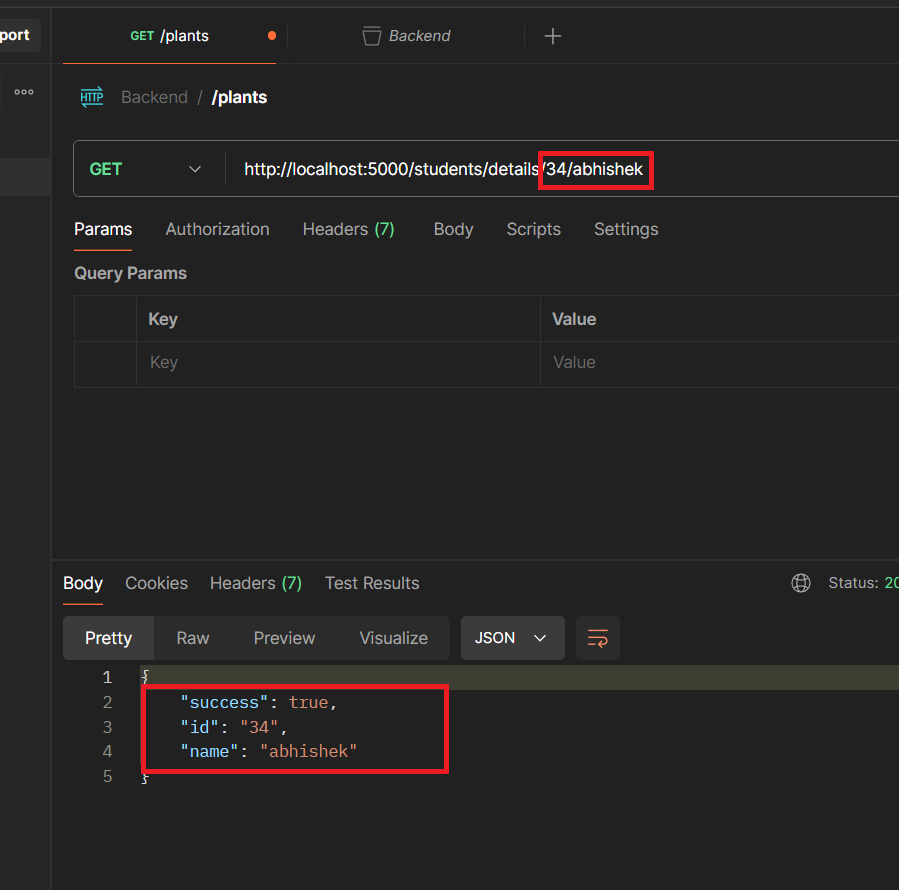 port
GET /plants
Backend
HTTP
Backend / /plants
GET
http://localhost:5000/students/details/34/abhishek
Params Authorization Headers (7) Body Scripts Settings
Query Params
Key Value
Key Value
Body Cookies Headers (7) Test Results Status: 20
Pretty Raw Preview Visualize JSON
1 {
2 "success": true,
3 "id": "34",
4 "name": "abhishek"
5 }